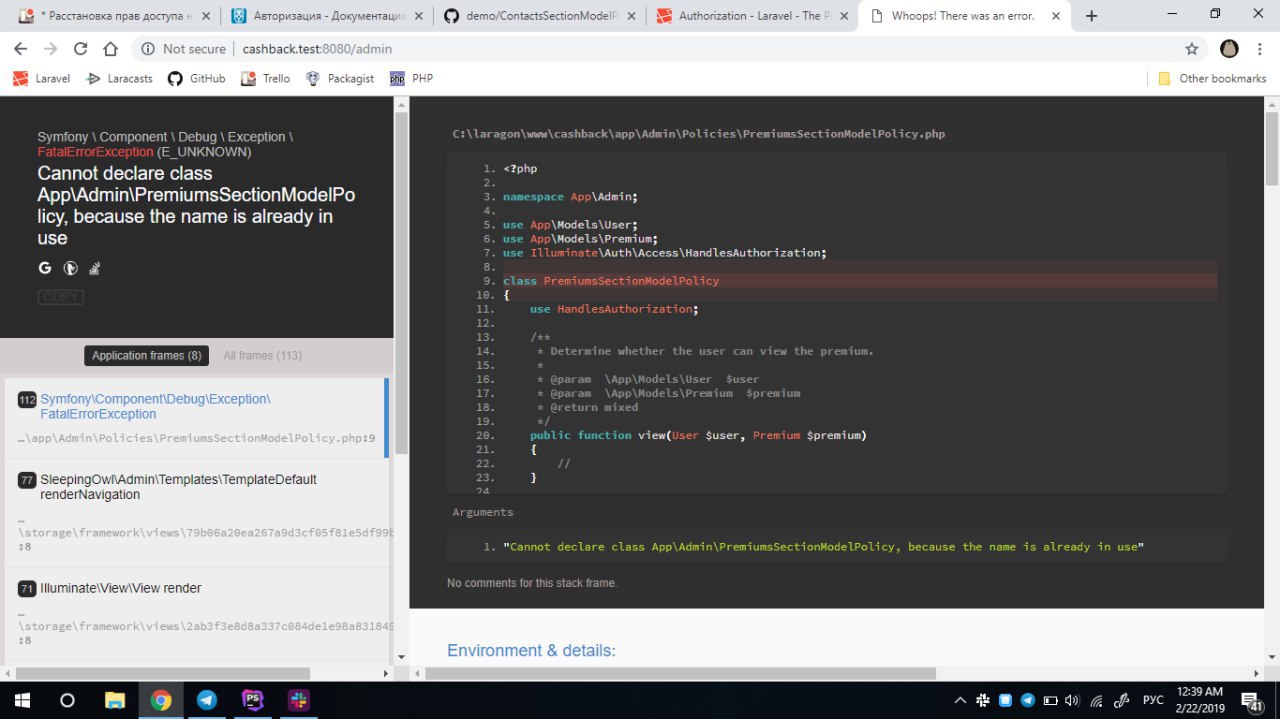 * Расстановка прав доступа н
Авторизация - Документаци
demo/ContactsSectionModelP
Authorization - Laravel - The P
Whoops! There was an error.
Not secure | cashback.test:8080/admin
Laravel Laracasts GitHub Trello Packagist php PHP Other bookmarks
Symfony \ Component \ Debug \ Exception \
FatalErrorException (E_UNKNOWN)
Cannot declare class
App\Admin\PremiumsSectionModelPo
licy, because the name is already in
use
COPY
Application frames (8) All frames (113)
112 Symfony\Component\Debug\Exception\
FatalErrorException
…\app\Admin\Policies\PremiumsSectionModelPolicy.php:9
77 SleepingOwl\Admin\Templates\TemplateDefault
renderNavigation
…
\storage\framework\views\79b06a20ea267a9d3cf05f81e5df99b
:8
71 Illuminate\View\View render
…
\storage\framework\views\2ab3f3e8d8a337c084de1e98a831849
:8
C:\laragon\www\cashback\app\Admin\Policies\PremiumsSectionModelPolicy.php
1. <?php
2.
3. namespace App\Admin;
4.
5. use App\Models\User;
6. use App\Models\Premium;
7. use Illuminate\Auth\Access\HandlesAuthorization;
8.
9. class PremiumsSectionModelPolicy
10. {
11. use HandlesAuthorization;
12.
13. /**
14. * Determine whether the user can view the premium.
15. *
16. * @param \App\Models\User $user
17. * @param \App\Models\Premium $premium
18. * @return mixed
19. */
20. public function view(User $user, Premium $premium)
21. {
22. //
23. }
24
Arguments
1. "Cannot declare class App\Admin\PremiumsSectionModelPolicy, because the name is already in use"
No comments for this stack frame.
Environment & details:
PS
РУС
12:39 AM
2/22/2019
41